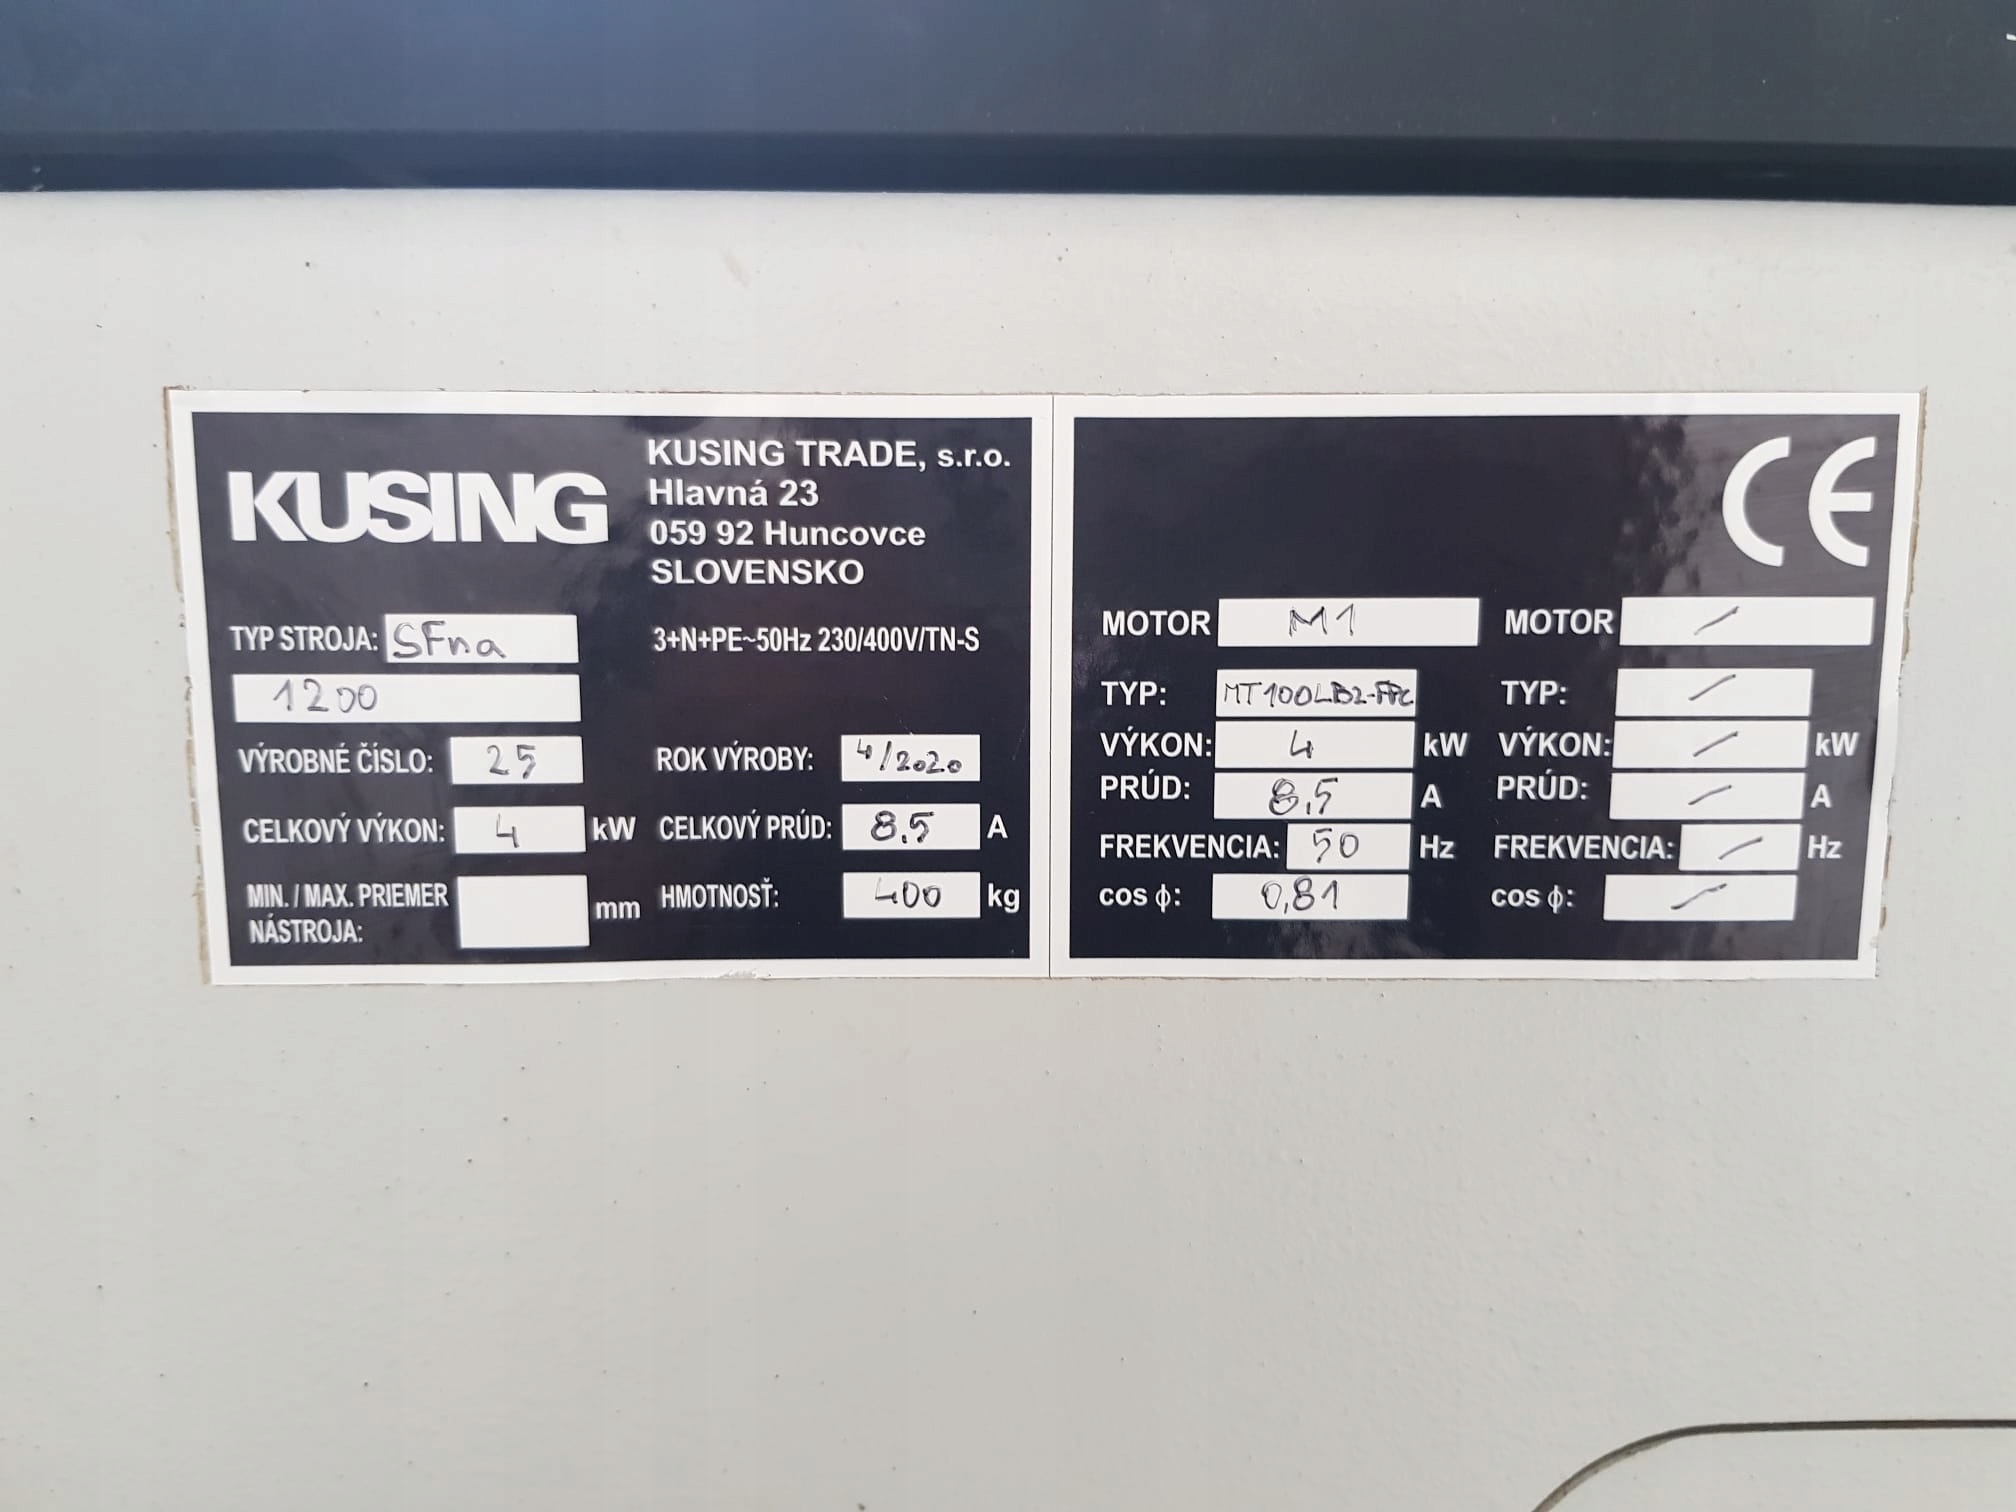 KUSING
KUSING TRADE, s.r.o.
Hlavná 23
059 92 Huncovce
SLOVENSKO
TYP STROJA: SFna
1200
3+N+PE~50Hz 230/400V/TN-S
VÝROBNÉ ČÍSLO: 25
ROK VÝROBY: 4/2020
CELKOVÝ VÝKON: 4 kW
CELKOVÝ PRÚD: 8,5 A
MIN. / MAX. PRIEMER
NÁSTROJA: mm
HMOTNOSŤ: 400 kg
CE
MOTOR M1
TYP: MT100LB2-FPC
VÝKON: 4 kW
PRÚD: 8,5 A
FREKVENCIA: 50 Hz
cos ϕ: 0,81
MOTOR /
TYP: /
VÝKON: / kW
PRÚD: / A
FREKVENCIA: / Hz
cos ϕ: /